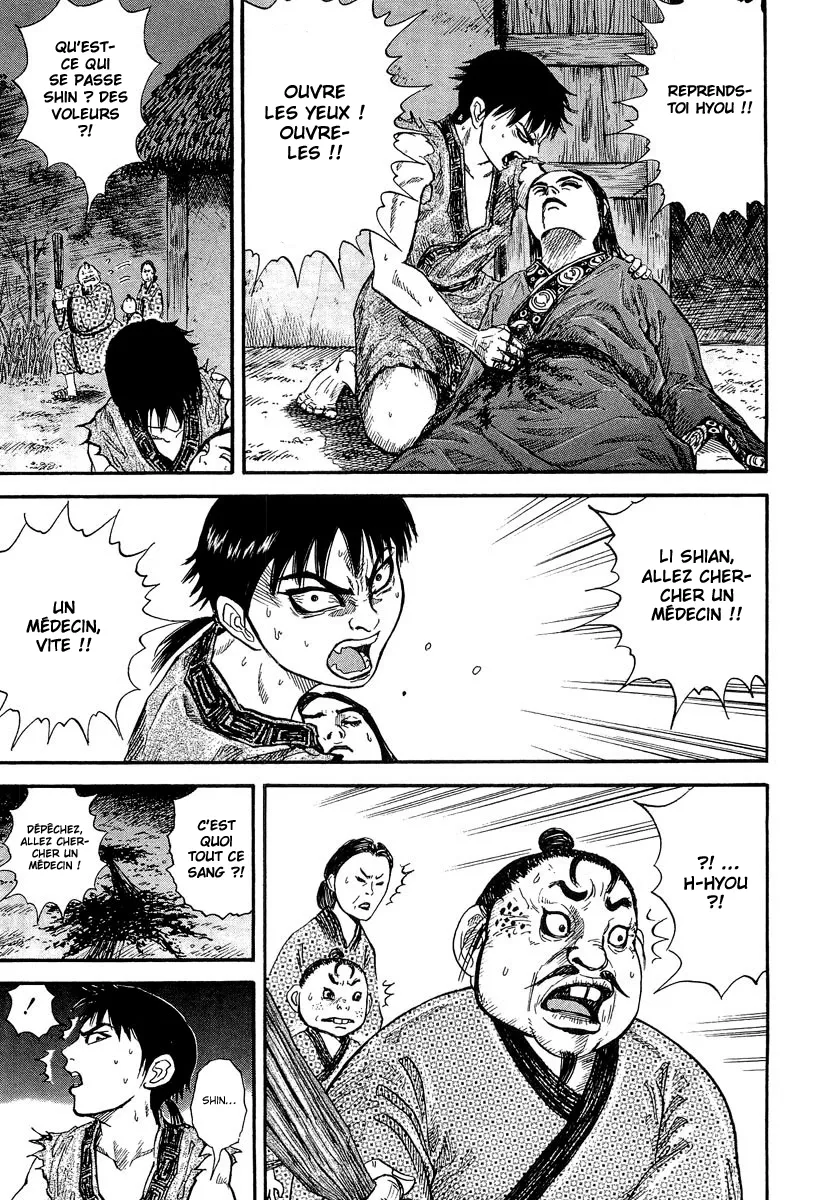 REPRENDS-
TOI HYOU !!
OUVRE
LES YEUX !
OUVRE-
LES !!
QU'EST-
CE QUI
SE PASSE
SHIN ? DES
VOLEURS
?!
LI SHIAN,
ALLEZ CHER-
CHER UN
MÉDECIN !!
UN
MÉDECIN,
VITE !!
?! ...
H-HYOU
?!
C'EST
QUOI
TOUT CE
SANG ?!
DÉPÊCHEZ,
ALLEZ CHER-
CHER UN
MÉDECIN !
SHIN...
!